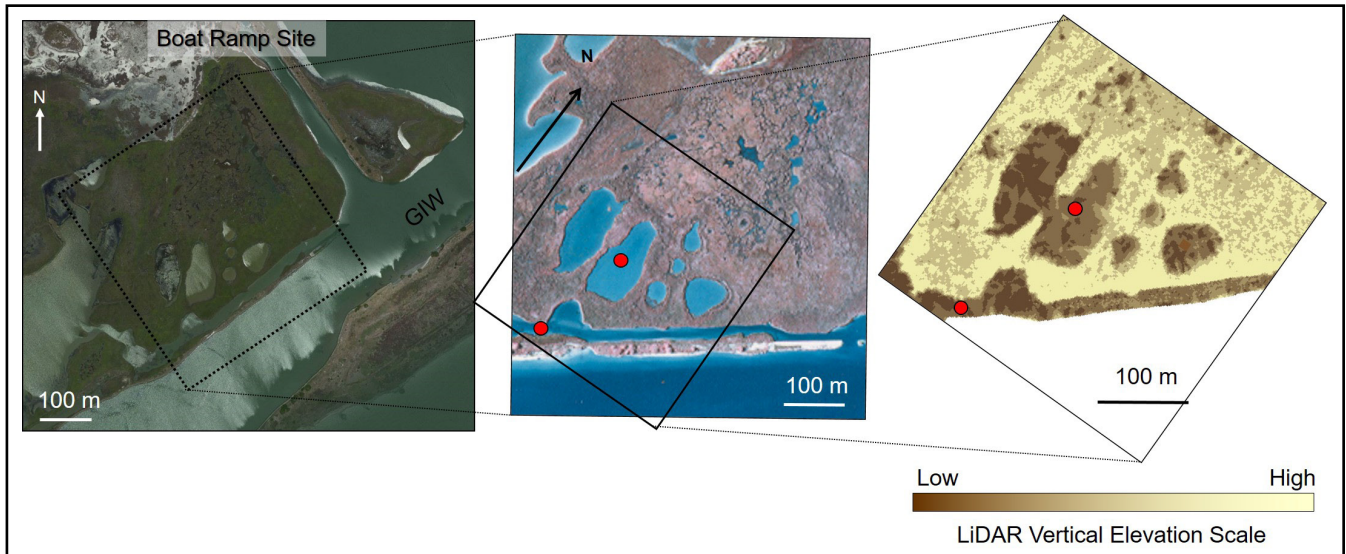 Boat Ramp Site
N
GIW
100 m
N
100 m
100 m
Low High
LiDAR Vertical Elevation Scale